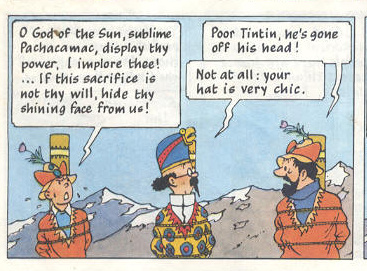 O God of the Sun, sublime
Pachacamac, display thy
power, I implore thee!
... If this sacrifice is
not thy will, hide thy
shining face from us!
Poor Tintin, he's gone
off his head!
Not at all: your
hat is very chic.